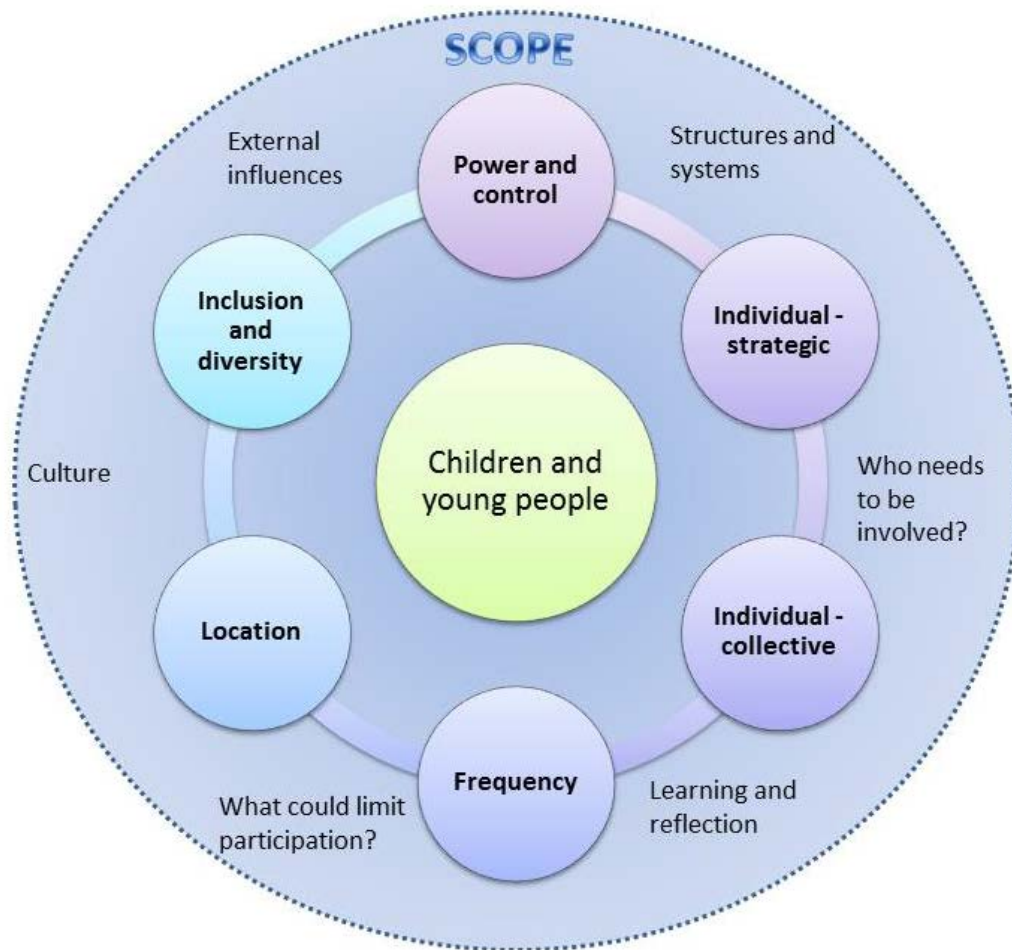 SCOPE
External
influences
Power and
control
Structures and
systems
Inclusion
and
diversity
Individual -
strategic
Culture
Children and
young people
Who needs
to be
involved?
Location
Individual -
collective
What could limit
participation?
Frequency
Learning and
reflection